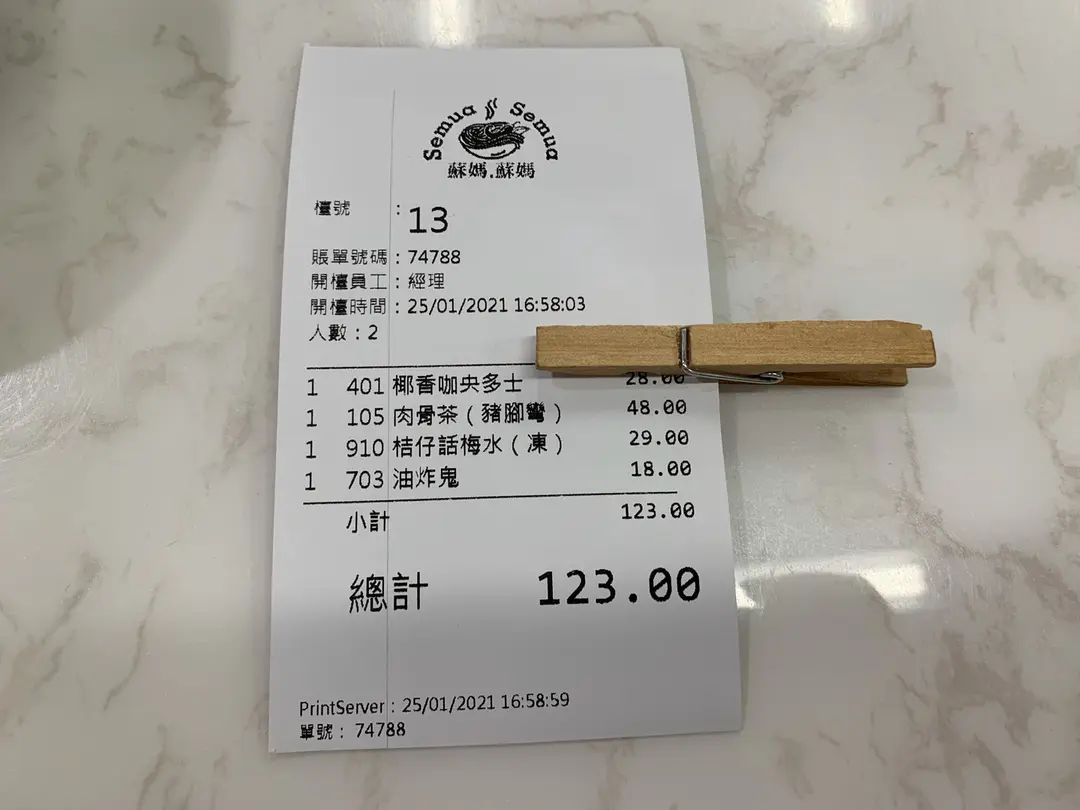 Semua Semua
蘇媽.蘇媽
檯號 : 13
賬單號碼 : 74788
開檯員工 : 經理
開檯時間 : 25/01/2021 16:58:03
人數 : 2
1 401 椰香咖央多士 28.00
1 105 肉骨茶 ( 豬腳彎 ) 48.00
1 910 桔仔話梅水 ( 凍 ) 29.00
1 703 油炸鬼 18.00
小計 123.00
總計 123.00
PrintServer : 25/01/2021 16:58:59
單號 : 74788